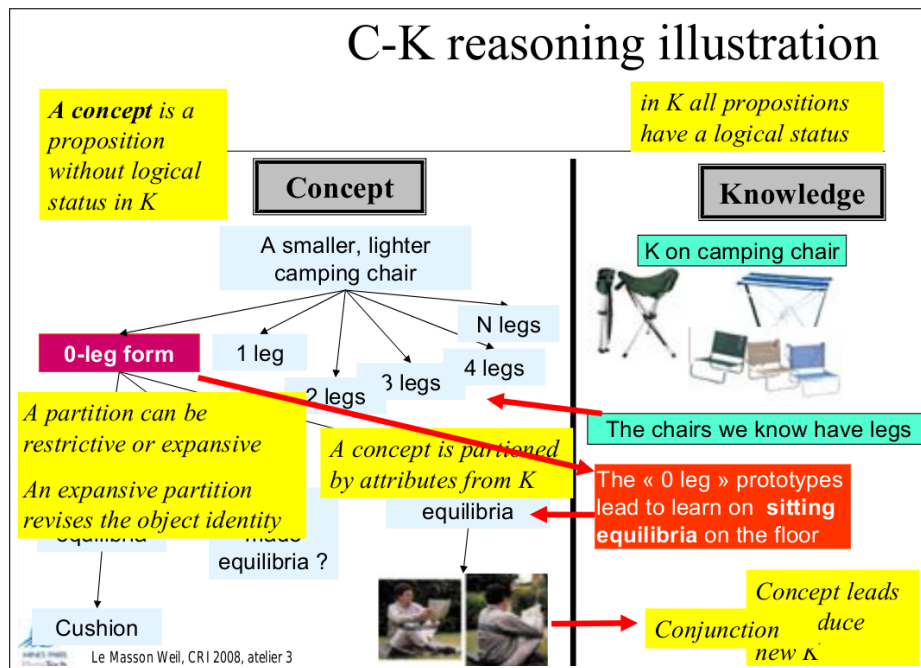 C-K reasoning illustration
A concept is a
proposition
without logical
status in K
in K all propositions
have a logical status
Concept
Knowledge
A smaller, lighter
camping chair
K on camping chair
N legs
0-leg form
1 leg
2 legs
3 legs
4 legs
A partition can be
restrictive or expansive
An expansive partition
revises the object identity
The chairs we know have legs
A concept is partioned
by attributes from K
The « 0 leg » prototypes
lead to learn on sitting
equilibria on the floor
equilibria
equilibria ?
equilibria
Cushion
Conjunction
Concept leads
duce
new K
Le Masson Weil, CRI 2008, atelier 3